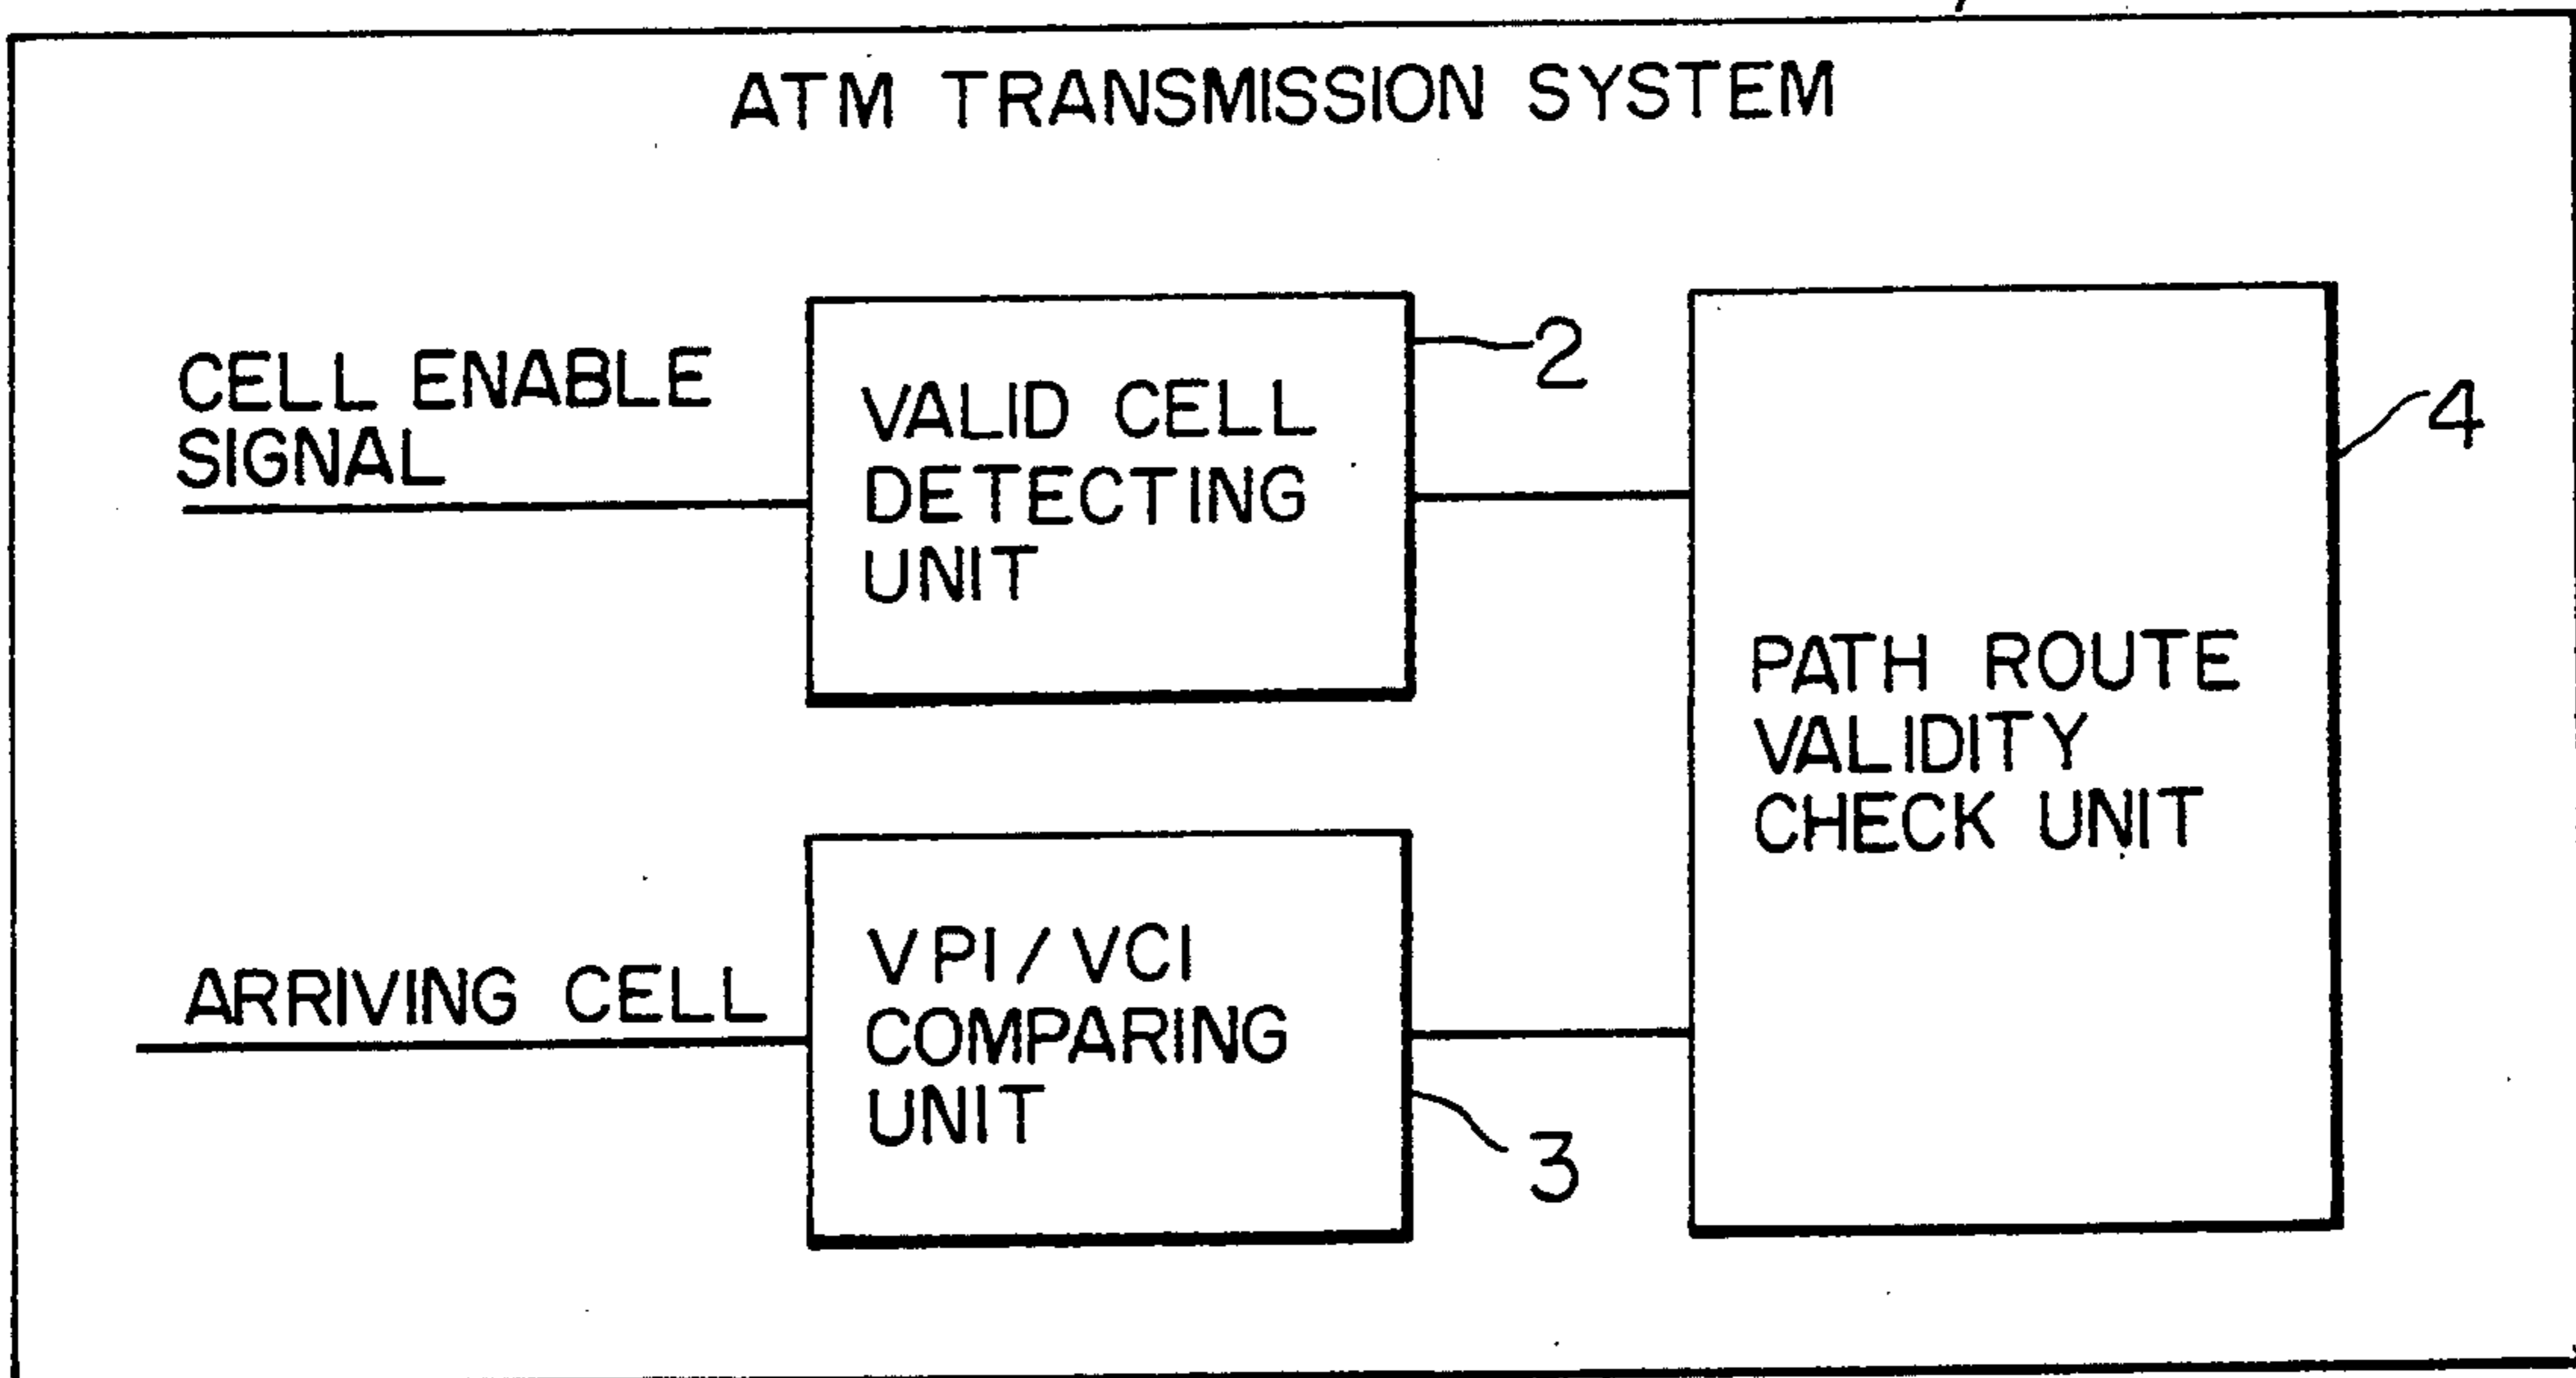 ATM TRANSMISSION SYSTEM
CELL ENABLE
SIGNAL
VALID CELL
DETECTING
UNIT
2
4
PATH ROUTE
VALIDITY
CHECK UNIT
ARRIVING CELL
VPI/VCI
COMPARING
UNIT
3